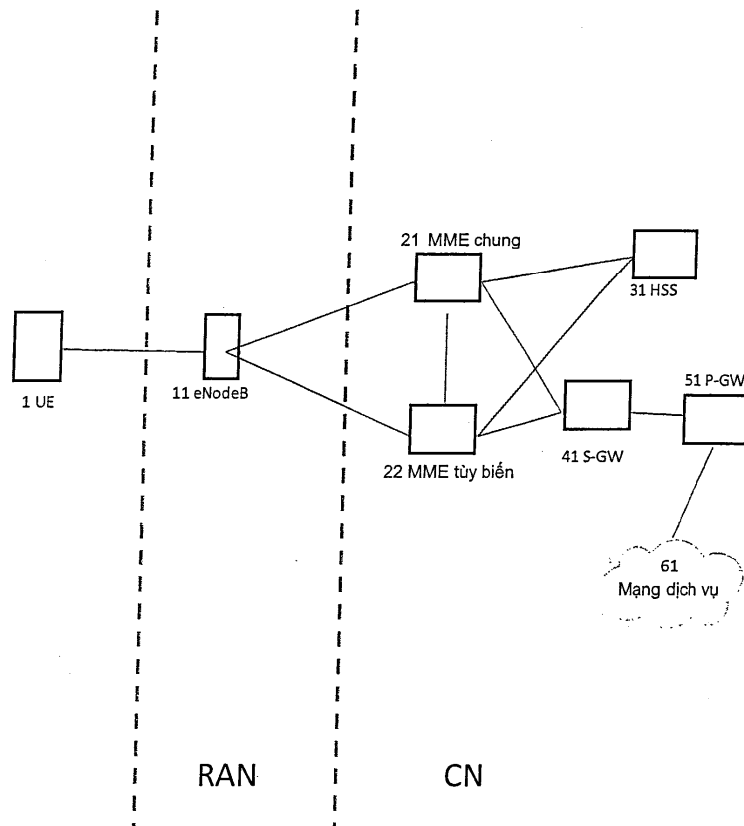 21 MME chung
31 HSS
1 UE
11 eNodeB
51 P-GW
22 MME tùy biến
41 S-GW
61
Mạng dịch vụ
RAN
CN